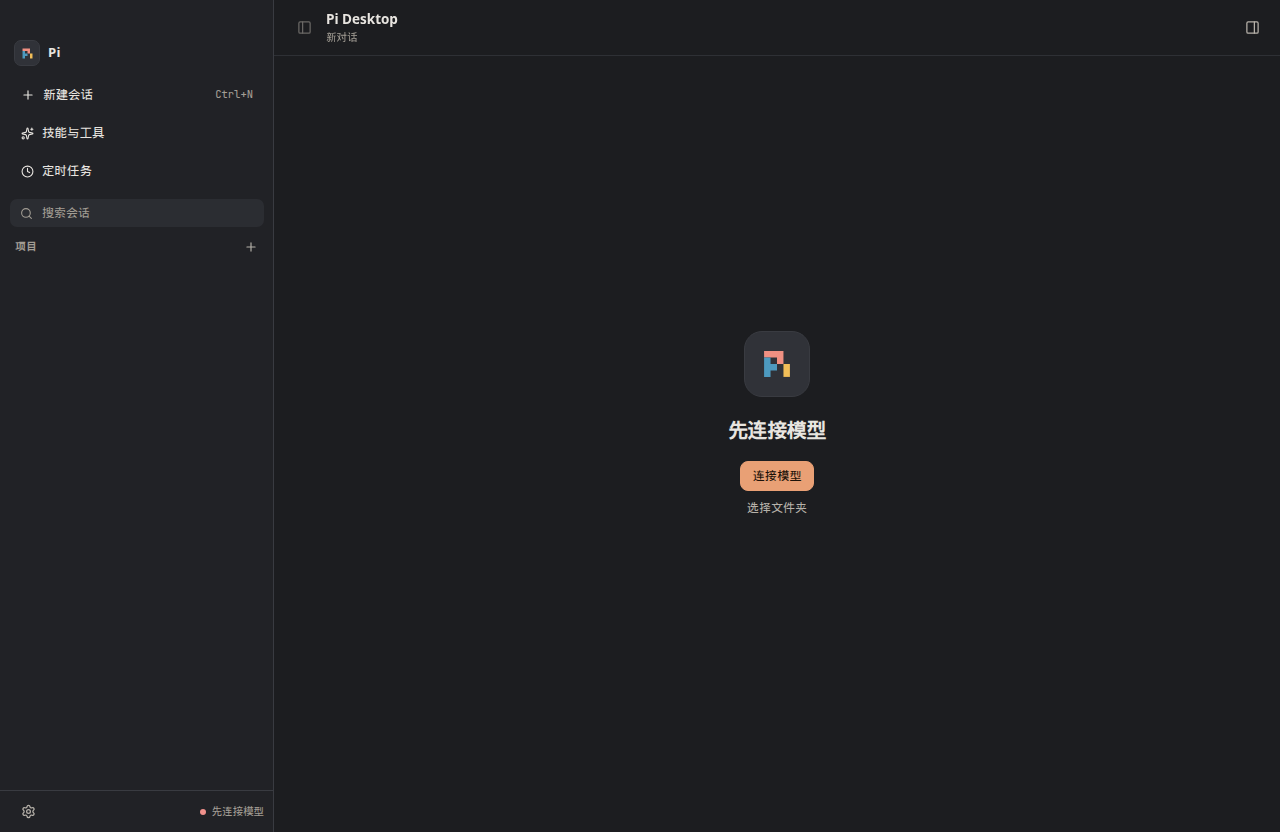 Pi
新建会话 Ctrl+N
技能与工具
定时任务
搜索会话
项目
先连接模型
Pi Desktop
新对话
先连接模型
连接模型
选择文件夹